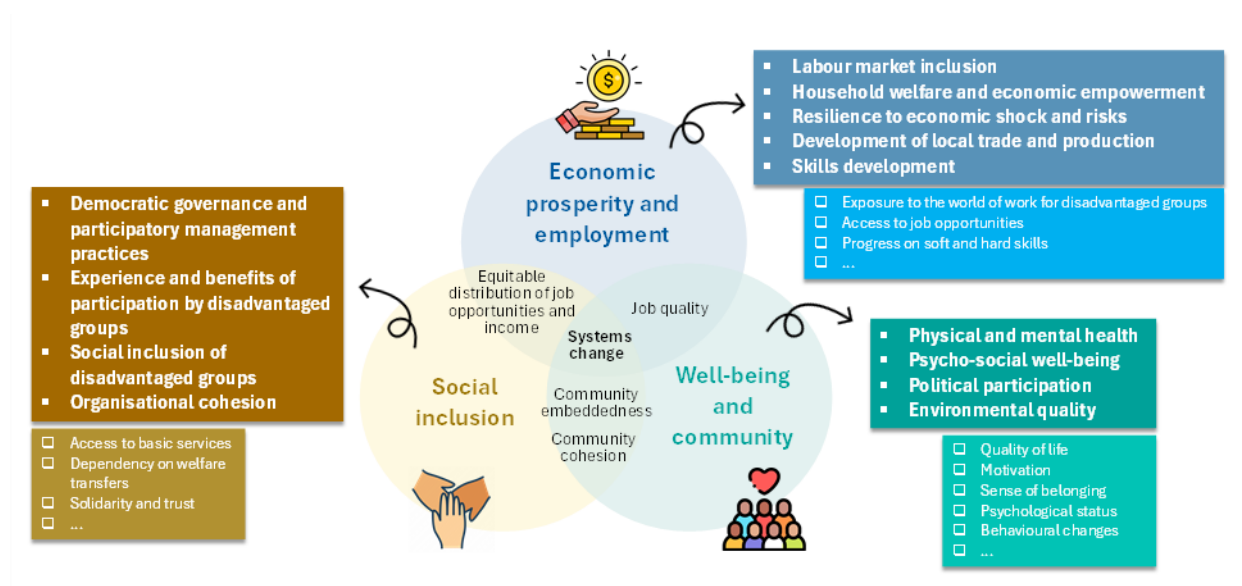 ▪ Labour market inclusion
▪ Household welfare and economic empowerment
▪ Resilience to economic shock and risks
▪ Development of local trade and production
▪ Skills development
❑ Exposure to the world of work for disadvantaged groups
❑ Access to job opportunities
❑ Progress on soft and hard skills
❑ ...
$
Economic
prosperity and
employment
▪ Democratic governance and
participatory management
practices
▪ Experience and benefits of
participation by disadvantaged
groups
▪ Social inclusion of
disadvantaged groups
▪ Organisational cohesion
❑ Access to basic services
❑ Dependency on welfare
transfers
❑ Solidarity and trust
❑ ...
Equitable
distribution of job
opportunities and
income
Job quality
Systems
change
Social
inclusion
Community
embeddedness
Community
cohesion
Well-being
and
community
▪ Physical and mental health
▪ Psycho-social well-being
▪ Political participation
▪ Environmental quality
❑ Quality of life
❑ Motivation
❑ Sense of belonging
❑ Psychological status
❑ Behavioural changes
❑ ...